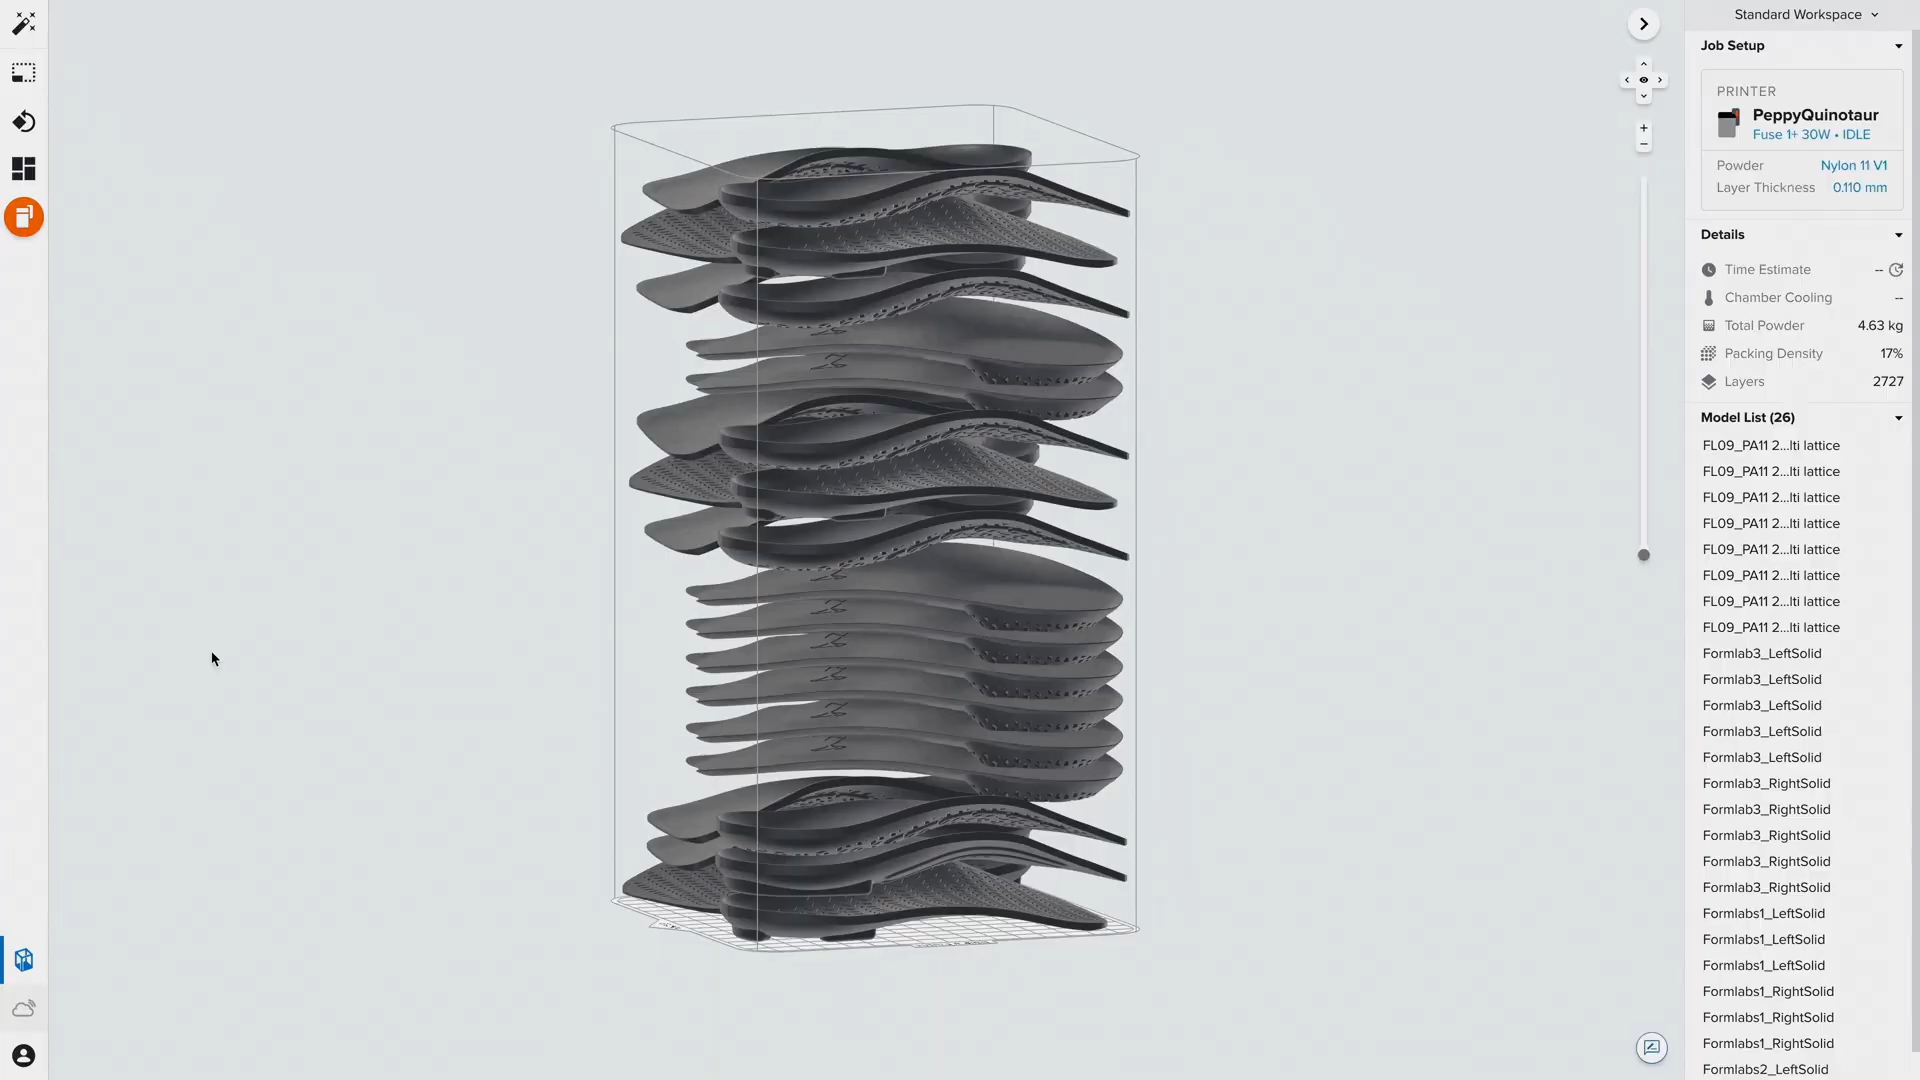 Standard Workspace
Job Setup
PRINTER
PeppyQuinotaur
Fuse 1+ 30W • IDLE
Powder Nylon 11 V1
Layer Thickness 0.110 mm
Details
Time Estimate --
Chamber Cooling --
Total Powder 4.63 kg
Packing Density 17%
Layers 2727
Model List (26)
FL09_PA11 2...lti lattice
FL09_PA11 2...lti lattice
FL09_PA11 2...lti lattice
FL09_PA11 2...lti lattice
FL09_PA11 2...lti lattice
FL09_PA11 2...lti lattice
FL09_PA11 2...lti lattice
FL09_PA11 2...lti lattice
Formlab3_LeftSolid
Formlab3_LeftSolid
Formlab3_LeftSolid
Formlab3_LeftSolid
Formlab3_LeftSolid
Formlab3_RightSolid
Formlab3_RightSolid
Formlab3_RightSolid
Formlab3_RightSolid
Formlab3_RightSolid
Formlabs1_LeftSolid
Formlabs1_LeftSolid
Formlabs1_LeftSolid
Formlabs1_RightSolid
Formlabs1_RightSolid
Formlabs1_RightSolid
Formlabs2_LeftSolid